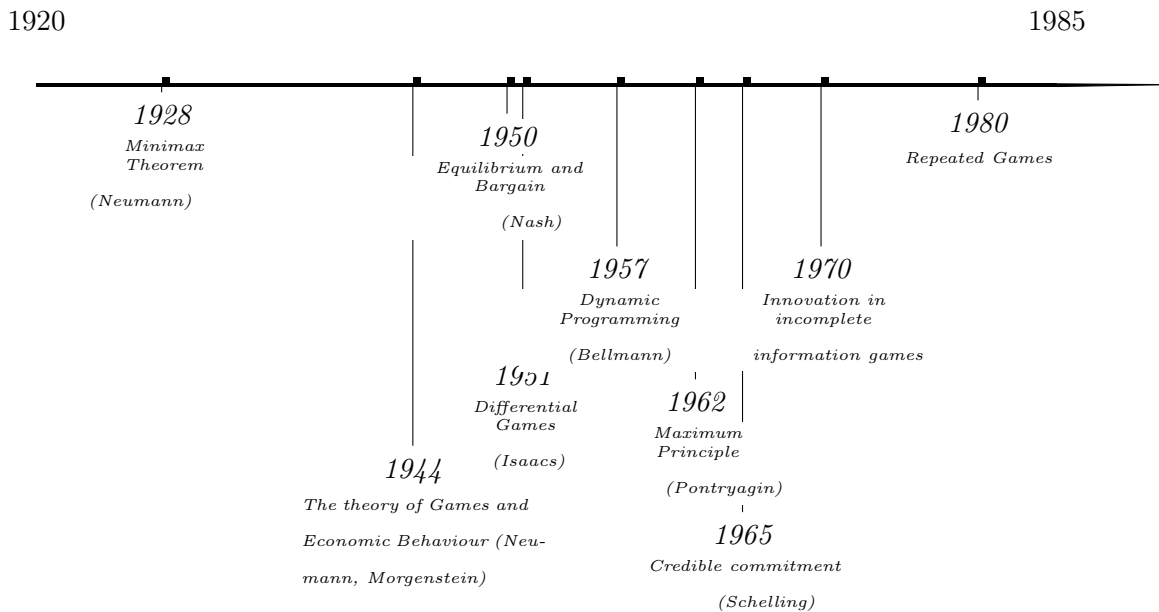 1920
1985
1928
Minimax
Theorem
(Neumann)
1950
Equilibrium and
Bargain
(Nash)
1980
Repeated Games
1957
Dynamic
Programming
(Bellmann)
1970
Innovation in
incomplete
information games
1951
Differential
Games
(Isaacs)
1962
Maximum
Principle
(Pontryagin)
1944
The theory of Games and
Economic Behaviour (Neu-
mann, Morgenstein)
1965
Credible commitment
(Schelling)